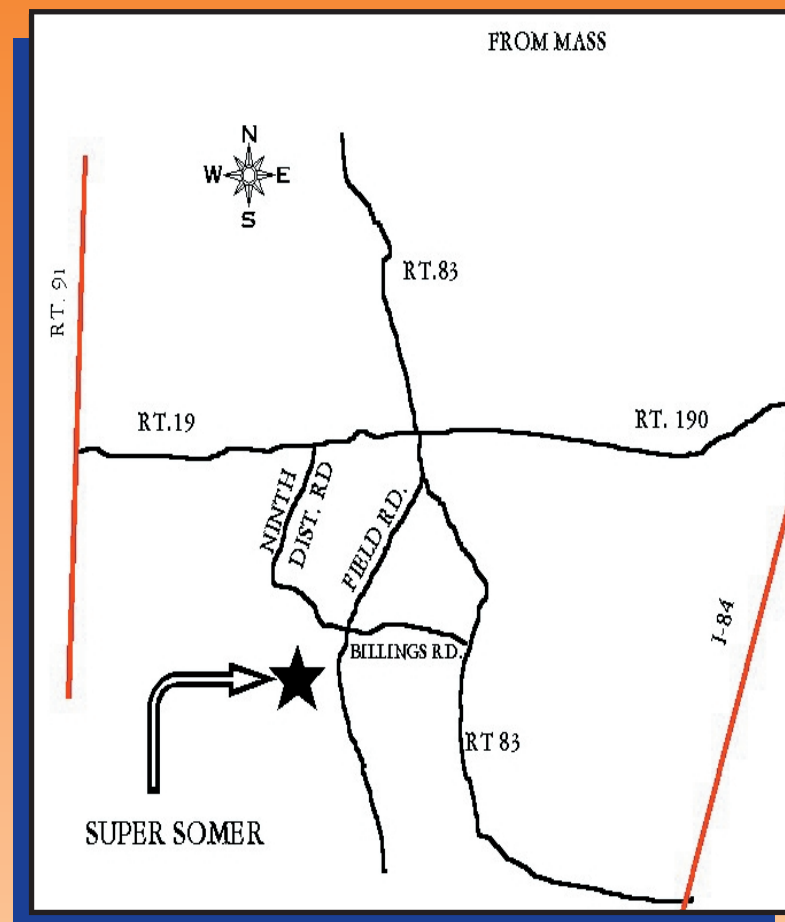 FROM MASS
N
W E
S
RT.83
RT. 91
RT.19
RT. 190
NINTH
DIST. RD
FIELD RD.
I-84
BILLINGS RD.
RT 83
SUPER SOMER